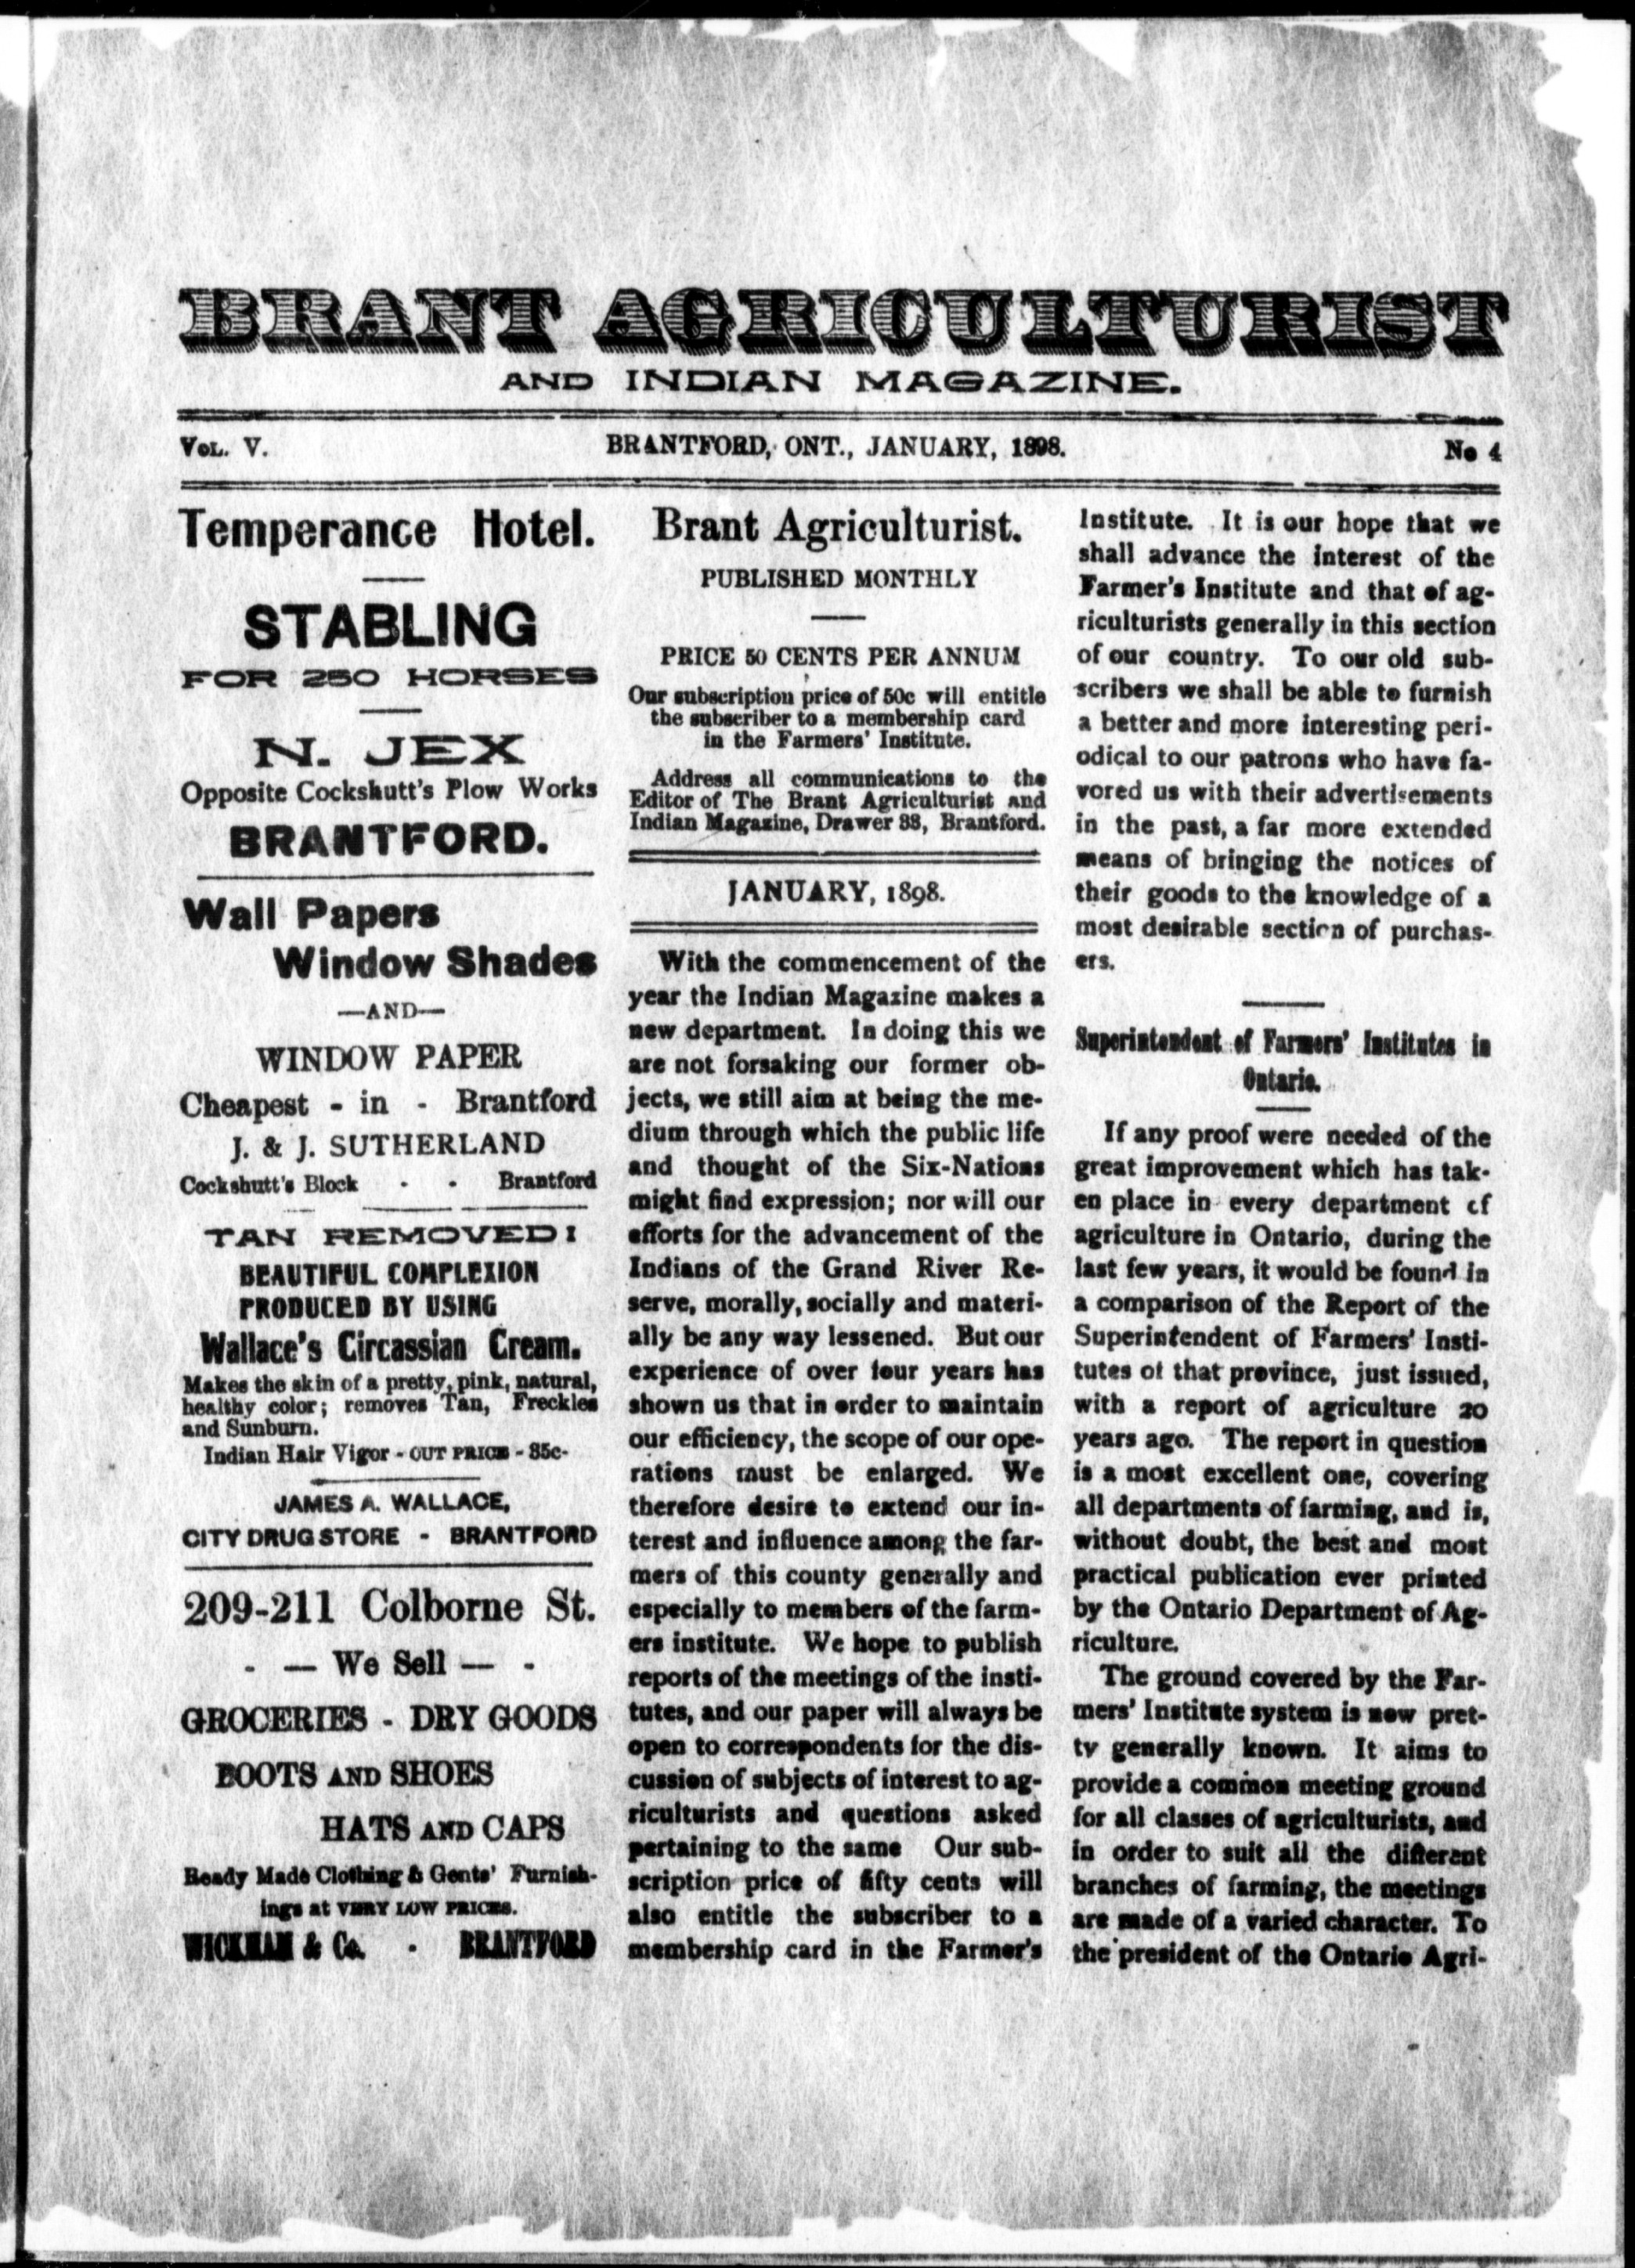 BRANT AGRICULTURIST
AND INDIAN MAGAZINE.
VOL. V.
BRANTFORD, ONT., JANUARY, 1898.
No 4
Temperance Hotel.
STABLING
FOR 250 HORSES
N. JEX
Opposite Cockshutt's Plow Works
BRANTFORD.
Wall Papers
Window Shades
—AND—
WINDOW PAPER
Cheapest - in - Brantford
J. & J. SUTHERLAND
Cockshutt's Block - - Brantford
TAN REMOVED!
BEAUTIFUL COMPLEXION
PRODUCED BY USING
Wallace's Circassian Cream.
Makes the skin of a pretty, pink, natural,
healthy color; removes Tan, Freckles
and Sunburn.
Indian Hair Vigor - CUT PRICE - 35c-
JAMES A. WALLACE,
CITY DRUG STORE - BRANTFORD
209-211 Colborne St.
- — We Sell — -
GROCERIES - DRY GOODS
BOOTS AND SHOES
HATS AND CAPS
Ready Made Clothing & Gents' Furnish-
ings at VERY LOW PRICES.
WICKHAM & Co. - BRANTFORD
Brant Agriculturist.
PUBLISHED MONTHLY
PRICE 50 CENTS PER ANNUM
Our subscription price of 50c will entitle
the subscriber to a membership card
in the Farmers' Institute.
Address all communications to the
Editor of The Brant Agriculturist and
Indian Magazine, Drawer 38, Brantford.
JANUARY, 1898.
With the commencement of the
year the Indian Magazine makes a
new department. In doing this we
are not forsaking our former ob-
jects, we still aim at being the me-
dium through which the public life
and thought of the Six-Nations
might find expression; nor will our
efforts for the advancement of the
Indians of the Grand River Re-
serve, morally, socially and materi-
ally be any way lessened. But our
experience of over four years has
shown us that in order to maintain
our efficiency, the scope of our ope-
rations must be enlarged. We
therefore desire to extend our in-
terest and influence among the far-
mers of this county generally and
especially to members of the farm-
ers institute. We hope to publish
reports of the meetings of the insti-
tutes, and our paper will always be
open to correspondents for the dis-
cussion of subjects of interest to ag-
riculturists and questions asked
pertaining to the same Our sub-
scription price of fifty cents will
also entitle the subscriber to a
membership card in the Farmer's
Institute. It is our hope that we
shall advance the interest of the
Farmer's Institute and that of ag-
riculturists generally in this section
of our country. To our old sub-
scribers we shall be able to furnish
a better and more interesting peri-
odical to our patrons who have fa-
vored us with their advertisements
in the past, a far more extended
means of bringing the notices of
their goods to the knowledge of a
most desirable section of purchas-
ers.
Superintendent of Farmers' Institutes in
Ontario.
If any proof were needed of the
great improvement which has tak-
en place in every department of
agriculture in Ontario, during the
last few years, it would be found in
a comparison of the Report of the
Superintendent of Farmers' Insti-
tutes of that province, just issued,
with a report of agriculture 20
years ago. The report in question
is a most excellent one, covering
all departments of farming, and is,
without doubt, the best and most
practical publication ever printed
by the Ontario Department of Ag-
riculture.
The ground covered by the Far-
mers' Institute system is now pret-
ty generally known. It aims to
provide a common meeting ground
for all classes of agriculturists, and
in order to suit all the different
branches of farming, the meetings
are made of a varied character. To
the president of the Ontario Agri-